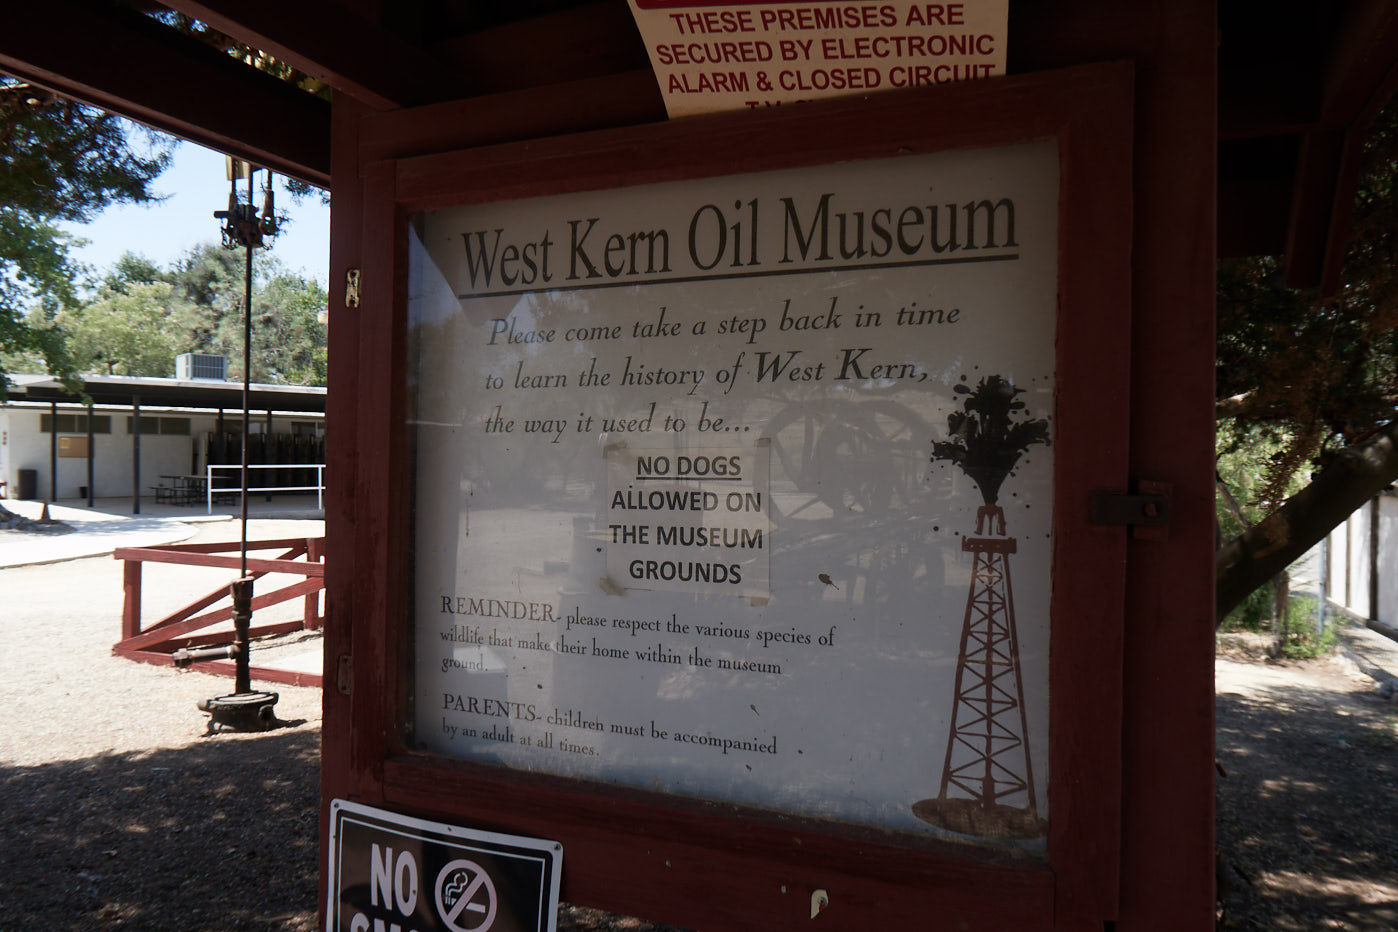 THESE PREMISES ARE
SECURED BY ELECTRONIC
ALARM & CLOSED CIRCUIT
West Kern Oil Museum
Please come take a step back in time
to learn the history of West Kern,
the way it used to be...
NO DOGS
ALLOWED ON
THE MUSEUM
GROUNDS
REMINDER- please respect the various species of
wildlife that make their home within the museum
ground.
PARENTS- children must be accompanied
by an adult at all times.
NO